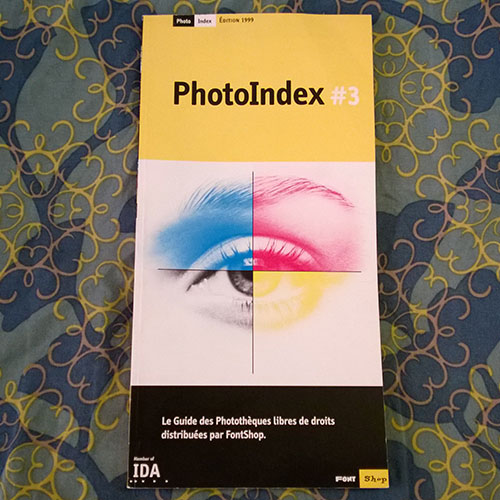 Photo Index ÉDITION 1999
PhotoIndex #3
Le Guide des Photothèques libres de droits
distribuées par FontShop.
Member of
IDA
FONT Shop